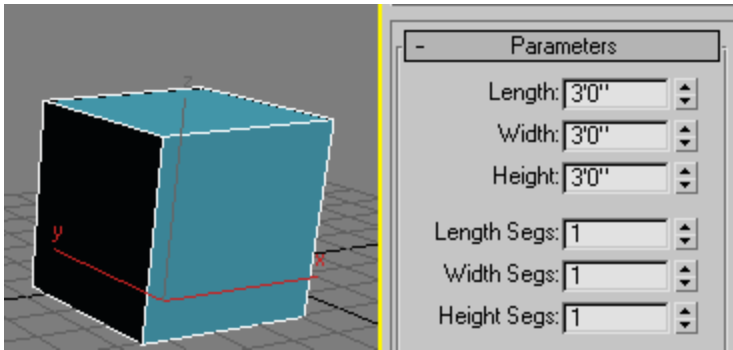 z
y
x
- Parameters
Length: 3'0"
Width: 3'0"
Height: 3'0"
Length Segs: 1
Width Segs: 1
Height Segs: 1